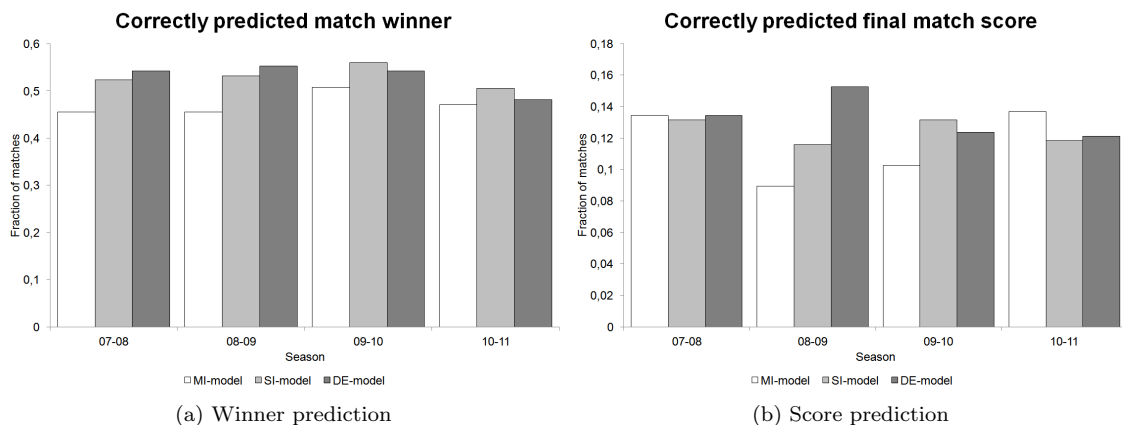 Correctly predicted match winner
0,6
0,5
0,4
0,3
0,2
0,1
0
Fraction of matches
07-08 08-09 09-10 10-11
Season
MI-model SI-model DE-model
(a) Winner prediction
Correctly predicted final match score
0,18
0,16
0,14
0,12
0,1
0,08
0,06
0,04
0,02
0
Fraction of matches
07-08 08-09 09-10 10-11
Season
MI-model SI-model DE-model
(b) Score prediction